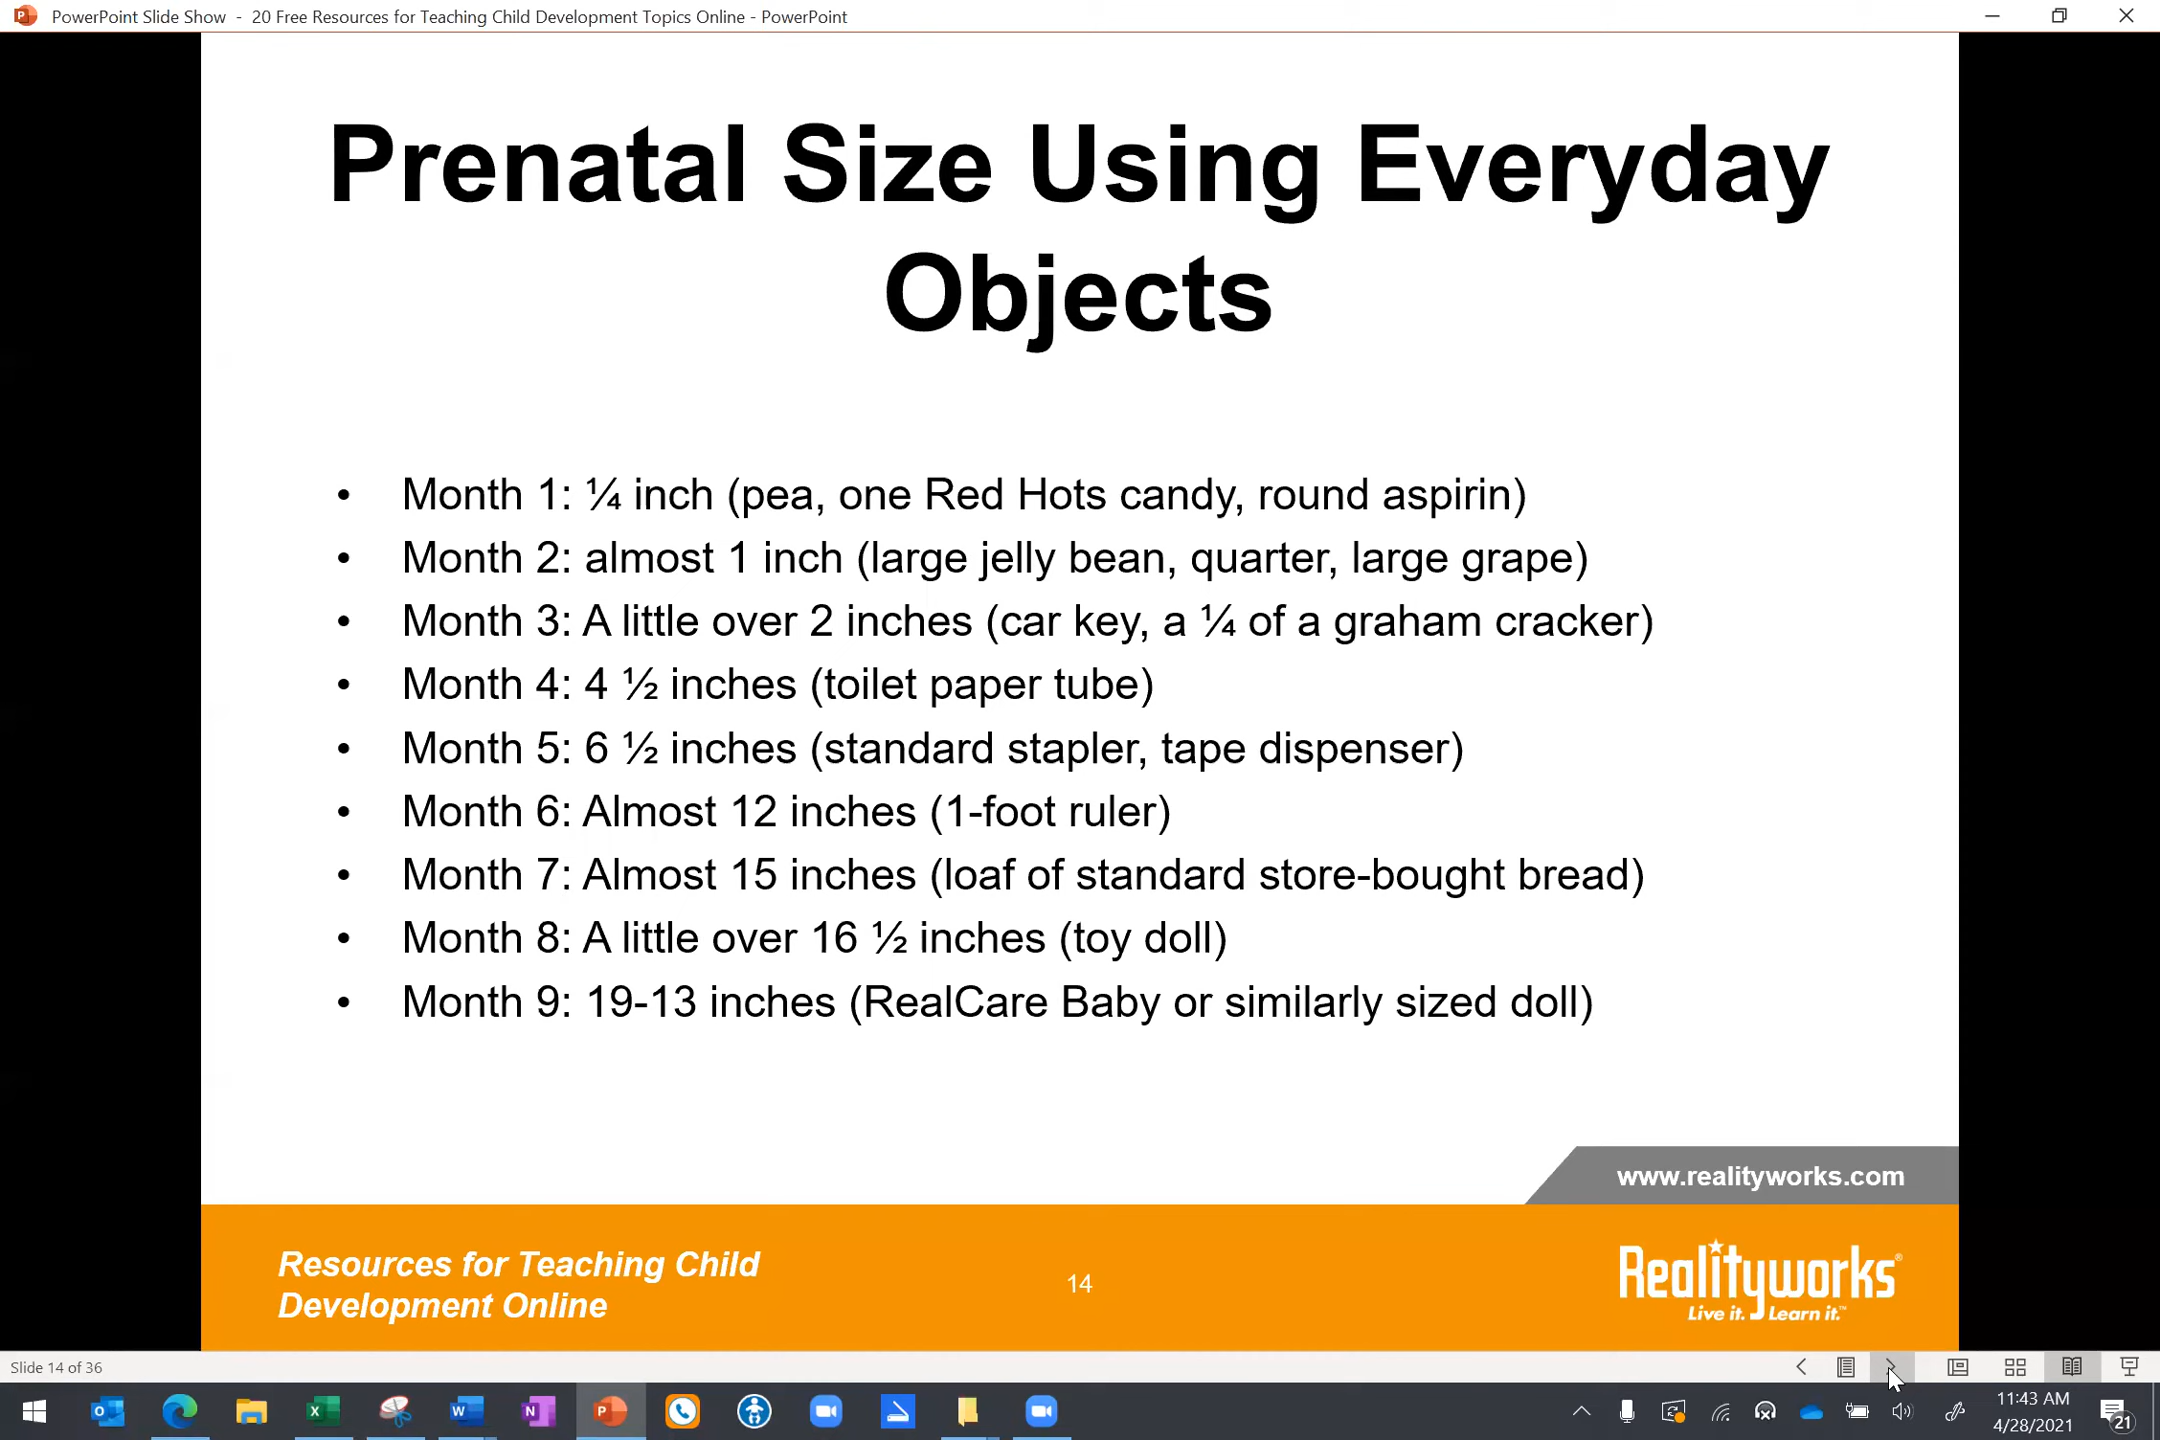 PowerPoint Slide Show - 20 Free Resources for Teaching Child Development Topics Online - PowerPoint
Prenatal Size Using Everyday
Objects
• Month 1: ¼ inch (pea, one Red Hots candy, round aspirin)
• Month 2: almost 1 inch (large jelly bean, quarter, large grape)
• Month 3: A little over 2 inches (car key, a ¼ of a graham cracker)
• Month 4: 4 ½ inches (toilet paper tube)
• Month 5: 6 ½ inches (standard stapler, tape dispenser)
• Month 6: Almost 12 inches (1-foot ruler)
• Month 7: Almost 15 inches (loaf of standard store-bought bread)
• Month 8: A little over 16 ½ inches (toy doll)
• Month 9: 19-13 inches (RealCare Baby or similarly sized doll)
www.realityworks.com
Resources for Teaching Child
Development Online
14
Realityworks®
Live it. Learn it.™
Slide 14 of 36
11:43 AM
4/28/2021
21